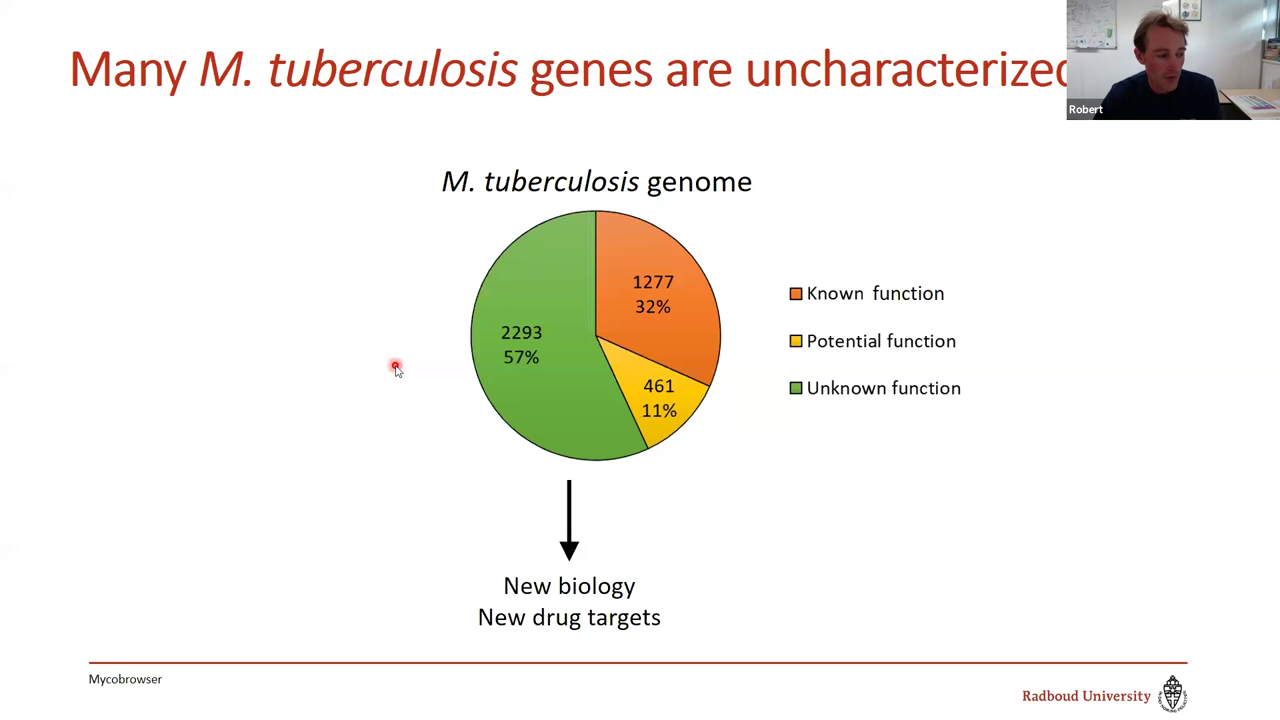 Many M. tuberculosis genes are uncharacterized
Robert
M. tuberculosis genome
1277
32%
2293
57%
461
11%
Known function
Potential function
Unknown function
New biology
New drug targets
Mycobrowser
Radboud University